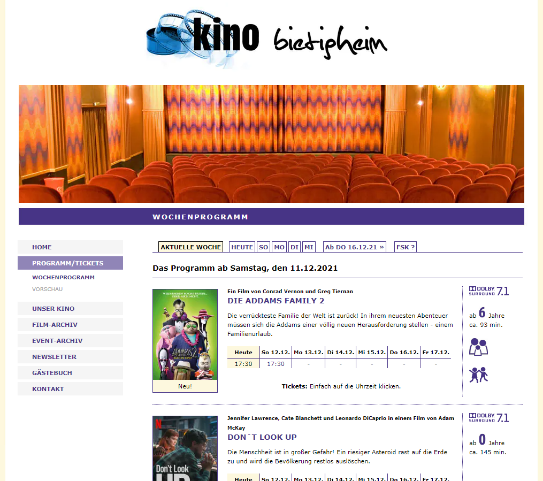 kino bietigheim
WOCHENPROGRAMM
HOME
PROGRAMM/TICKETS
WOCHENPROGRAMM
VORSCHAU
UNSER KINO
FILM-ARCHIV
EVENT-ARCHIV
NEWSLETTER
GÄSTEBUCH
KONTAKT
AKTUELLE WOCHE HEUTE SO MO DI MI Ab DO 16.12.21 » FSK ?
Das Programm ab Samstag, den 11.12.2021
Ein Film von Conrad Vernon und Greg Tiernan
DIE ADDAMS FAMILY 2
Die verrückteste Familie der Welt ist zurück! In ihrem neuesten Abenteuer
müssen sich die Addams einer völlig neuen Herausforderung stellen - einem
Familienurlaub.
Heute So 12.12. Mo 13.12. Di 14.12. Mi 15.12. Do 16.12. Fr 17.12.
17:30 17:30 - - - - -
Neu!
Tickets: Einfach auf die Uhrzeit klicken.
DOLBY SURROUND 7.1
ab 6 Jahre
ca. 93 min.
Jennifer Lawrence, Cate Blanchett und Leonardo DiCaprio in einem Film von Adam
McKay
DON´T LOOK UP
Die Menschheit ist in großer Gefahr! Ein riesiger Asteroid rast auf die Erde
zu und wird die Bevölkerung restlos auslöschen.
Heute So 12.12. Mo 13.12. Di 14.12. Mi 15.12. Do 16.12. Fr 17.12.
Don't Look
UP
DOLBY SURROUND 7.1
ab 0 Jahre
ca. 145 min.